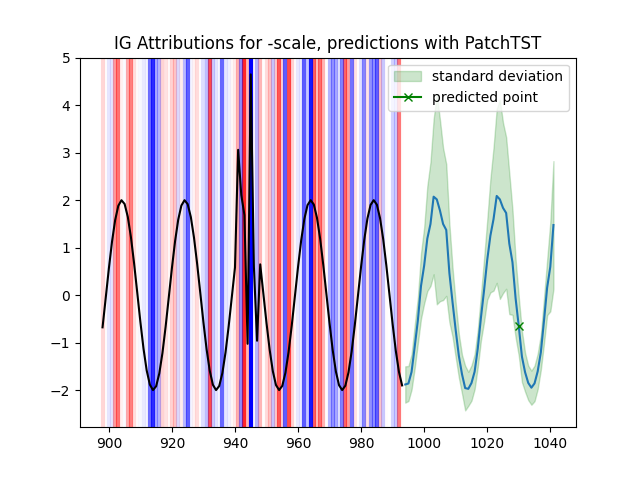 IG Attributions for -scale, predictions with PatchTST
5
4
3
2
1
0
−1
−2
standard deviation
predicted point
900 920 940 960 980 1000 1020 1040